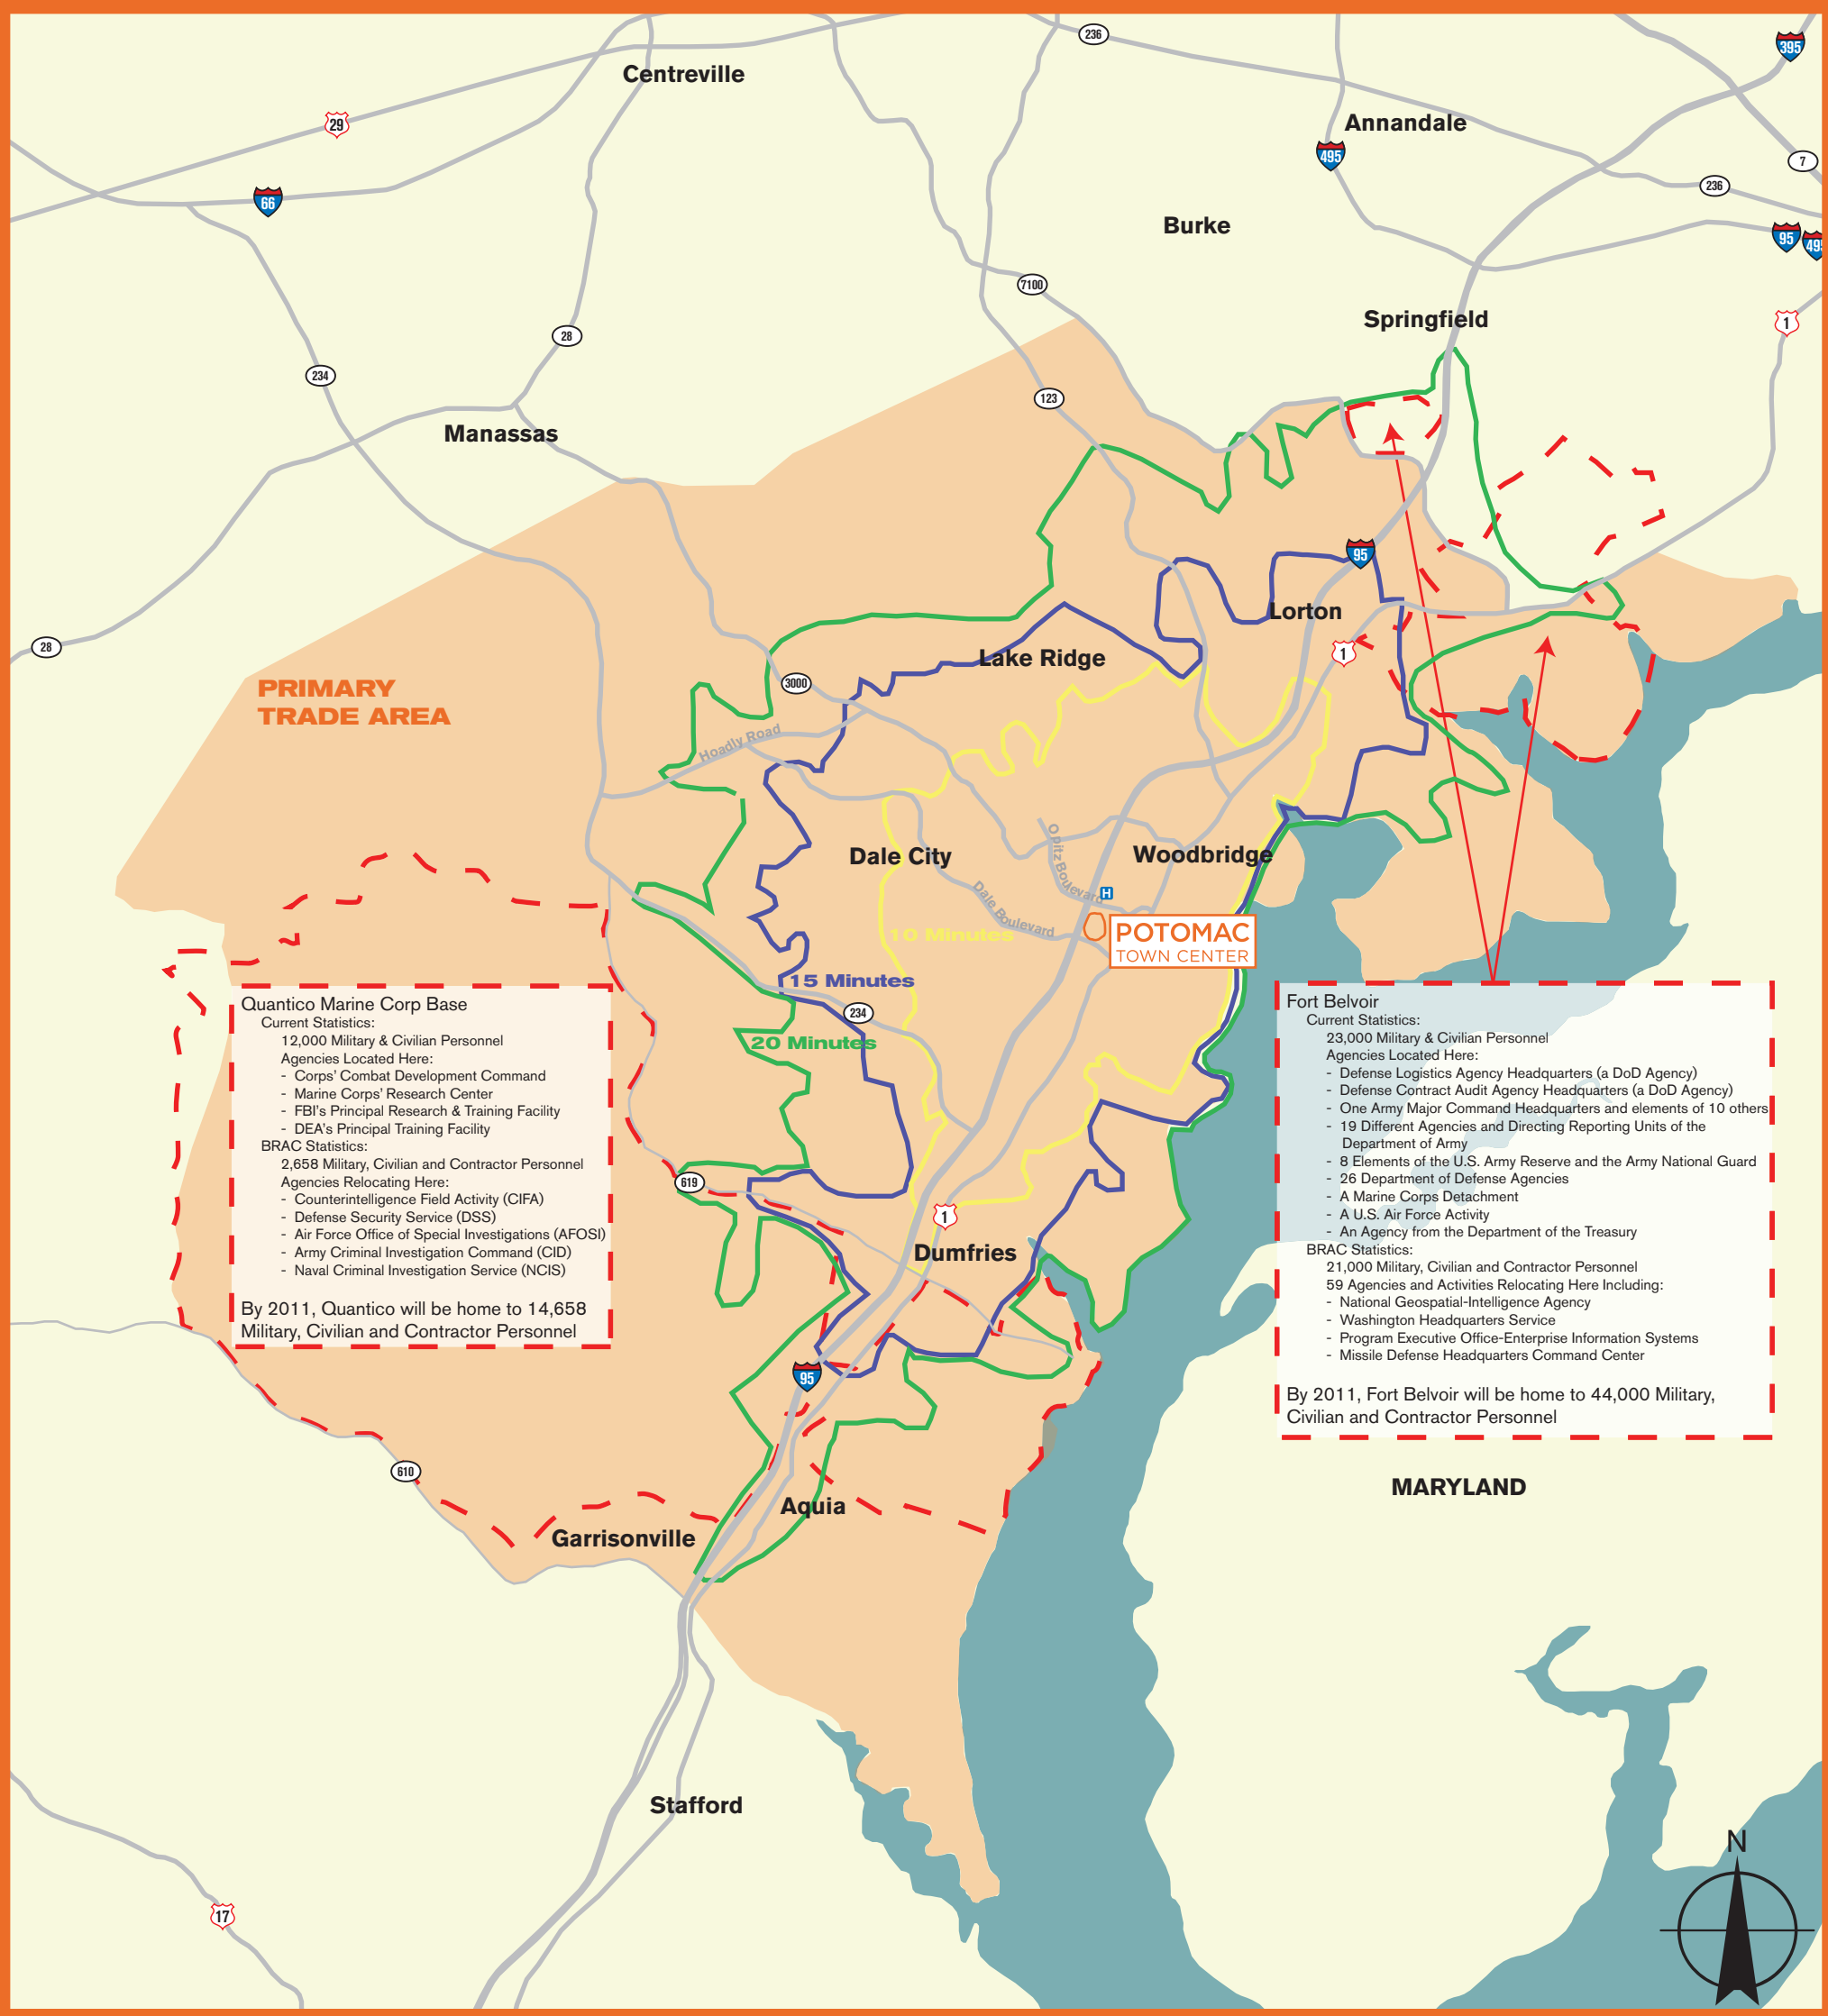 236
395
Centreville
29
Annandale
495
7
236
66
Burke
95
495
7100
Springfield
1
28
234
123
Manassas
95
Lorton
28
1
Lake Ridge
PRIMARY
TRADE AREA
3000
Hoadly Road
Opitz Bouevard
Dale City
Woodbridge
H
Dale Boulevard
10 Minutes
POTOMAC
TOWN CENTER
15 Minutes
234
20 Minutes
Quantico Marine Corp Base
Current Statistics:
12,000 Military & Civilian Personnel
Agencies Located Here:
- Corps' Combat Development Command
- Marine Corps' Research Center
- FBI's Principal Research & Training Facility
- DEA's Principal Training Facility
BRAC Statistics:
2,658 Military, Civilian and Contractor Personnel
Agencies Relocating Here:
- Counterintelligence Field Activity (CIFA)
- Defense Security Service (DSS)
- Air Force Office of Special Investigations (AFOSI)
- Army Criminal Investigation Command (CID)
- Naval Criminal Investigation Service (NCIS)
By 2011, Quantico will be home to 14,658
Military, Civilian and Contractor Personnel
Fort Belvoir
Current Statistics:
23,000 Military & Civilian Personnel
Agencies Located Here:
- Defense Logistics Agency Headquarters (a DoD Agency)
- Defense Contract Audit Agency Headquarters (a DoD Agency)
- One Army Major Command Headquarters and elements of 10 others
- 19 Different Agencies and Directing Reporting Units of the
Department of Army
- 8 Elements of the U.S. Army Reserve and the Army National Guard
- 26 Department of Defense Agencies
- A Marine Corps Detachment
- A U.S. Air Force Activity
- An Agency from the Department of the Treasury
BRAC Statistics:
21,000 Military, Civilian and Contractor Personnel
59 Agencies and Activities Relocating Here Including:
- National Geospatial-Intelligence Agency
- Washington Headquarters Service
- Program Executive Office-Enterprise Information Systems
- Missile Defense Headquarters Command Center
By 2011, Fort Belvoir will be home to 44,000 Military,
Civilian and Contractor Personnel
619
1
Dumfries
95
610
MARYLAND
Aquia
Garrisonville
Stafford
N
17